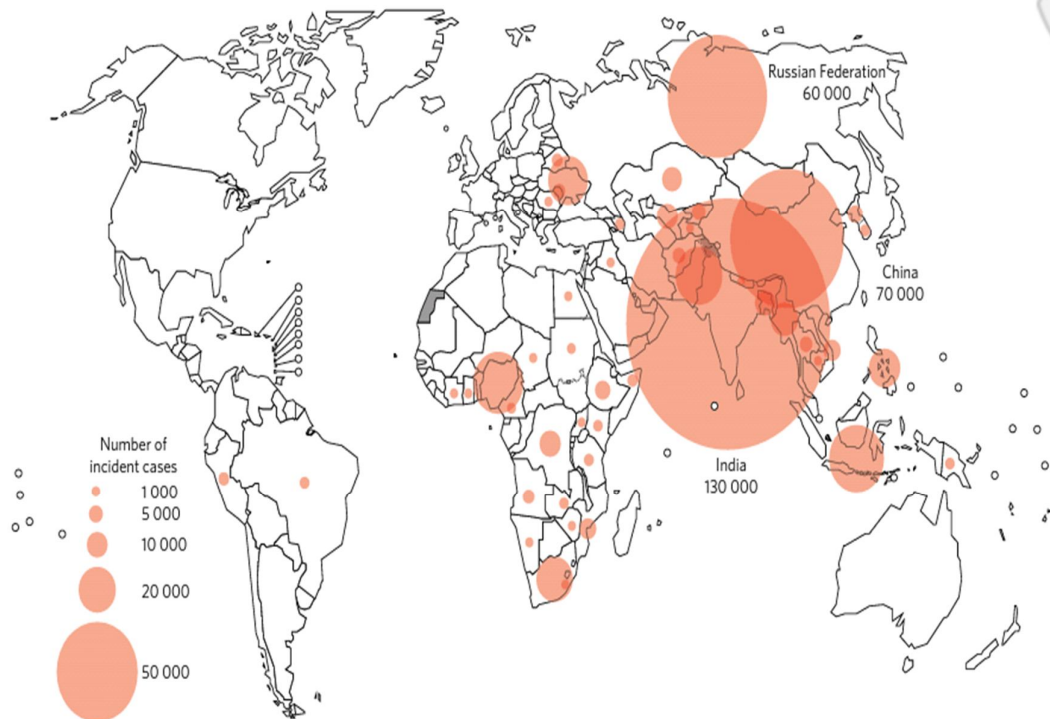 Russian Federation
60 000
China
70 000
India
130 000
Number of
incident cases
1 000
5 000
10 000
20 000
50 000